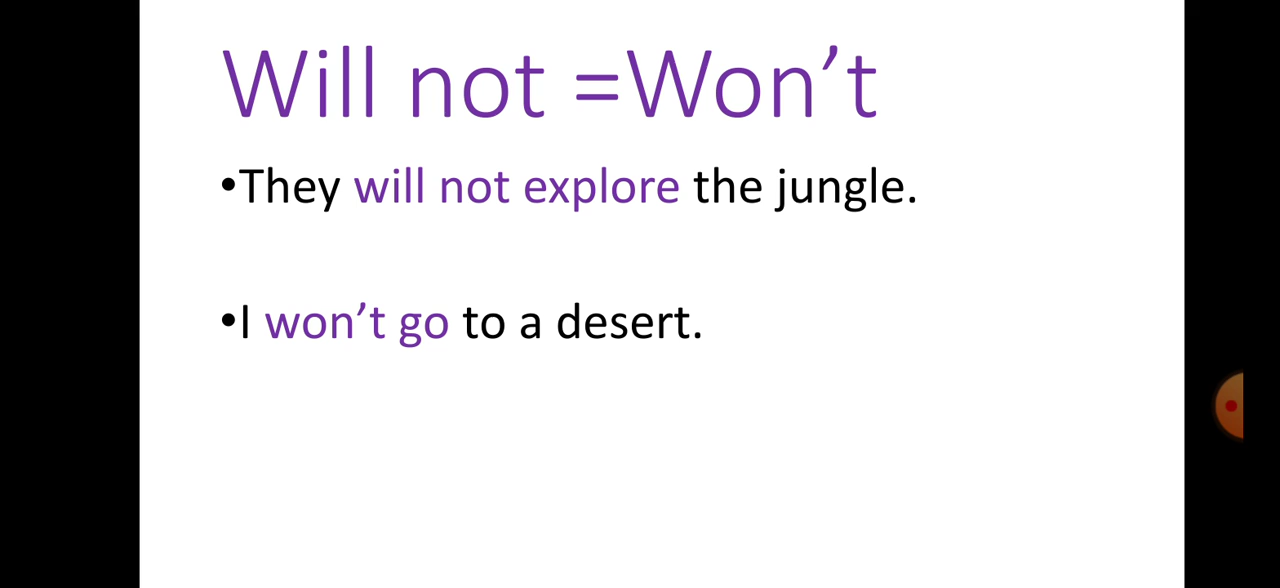 Will not =Won’t
•They will not explore the jungle.
•I won’t go to a desert.